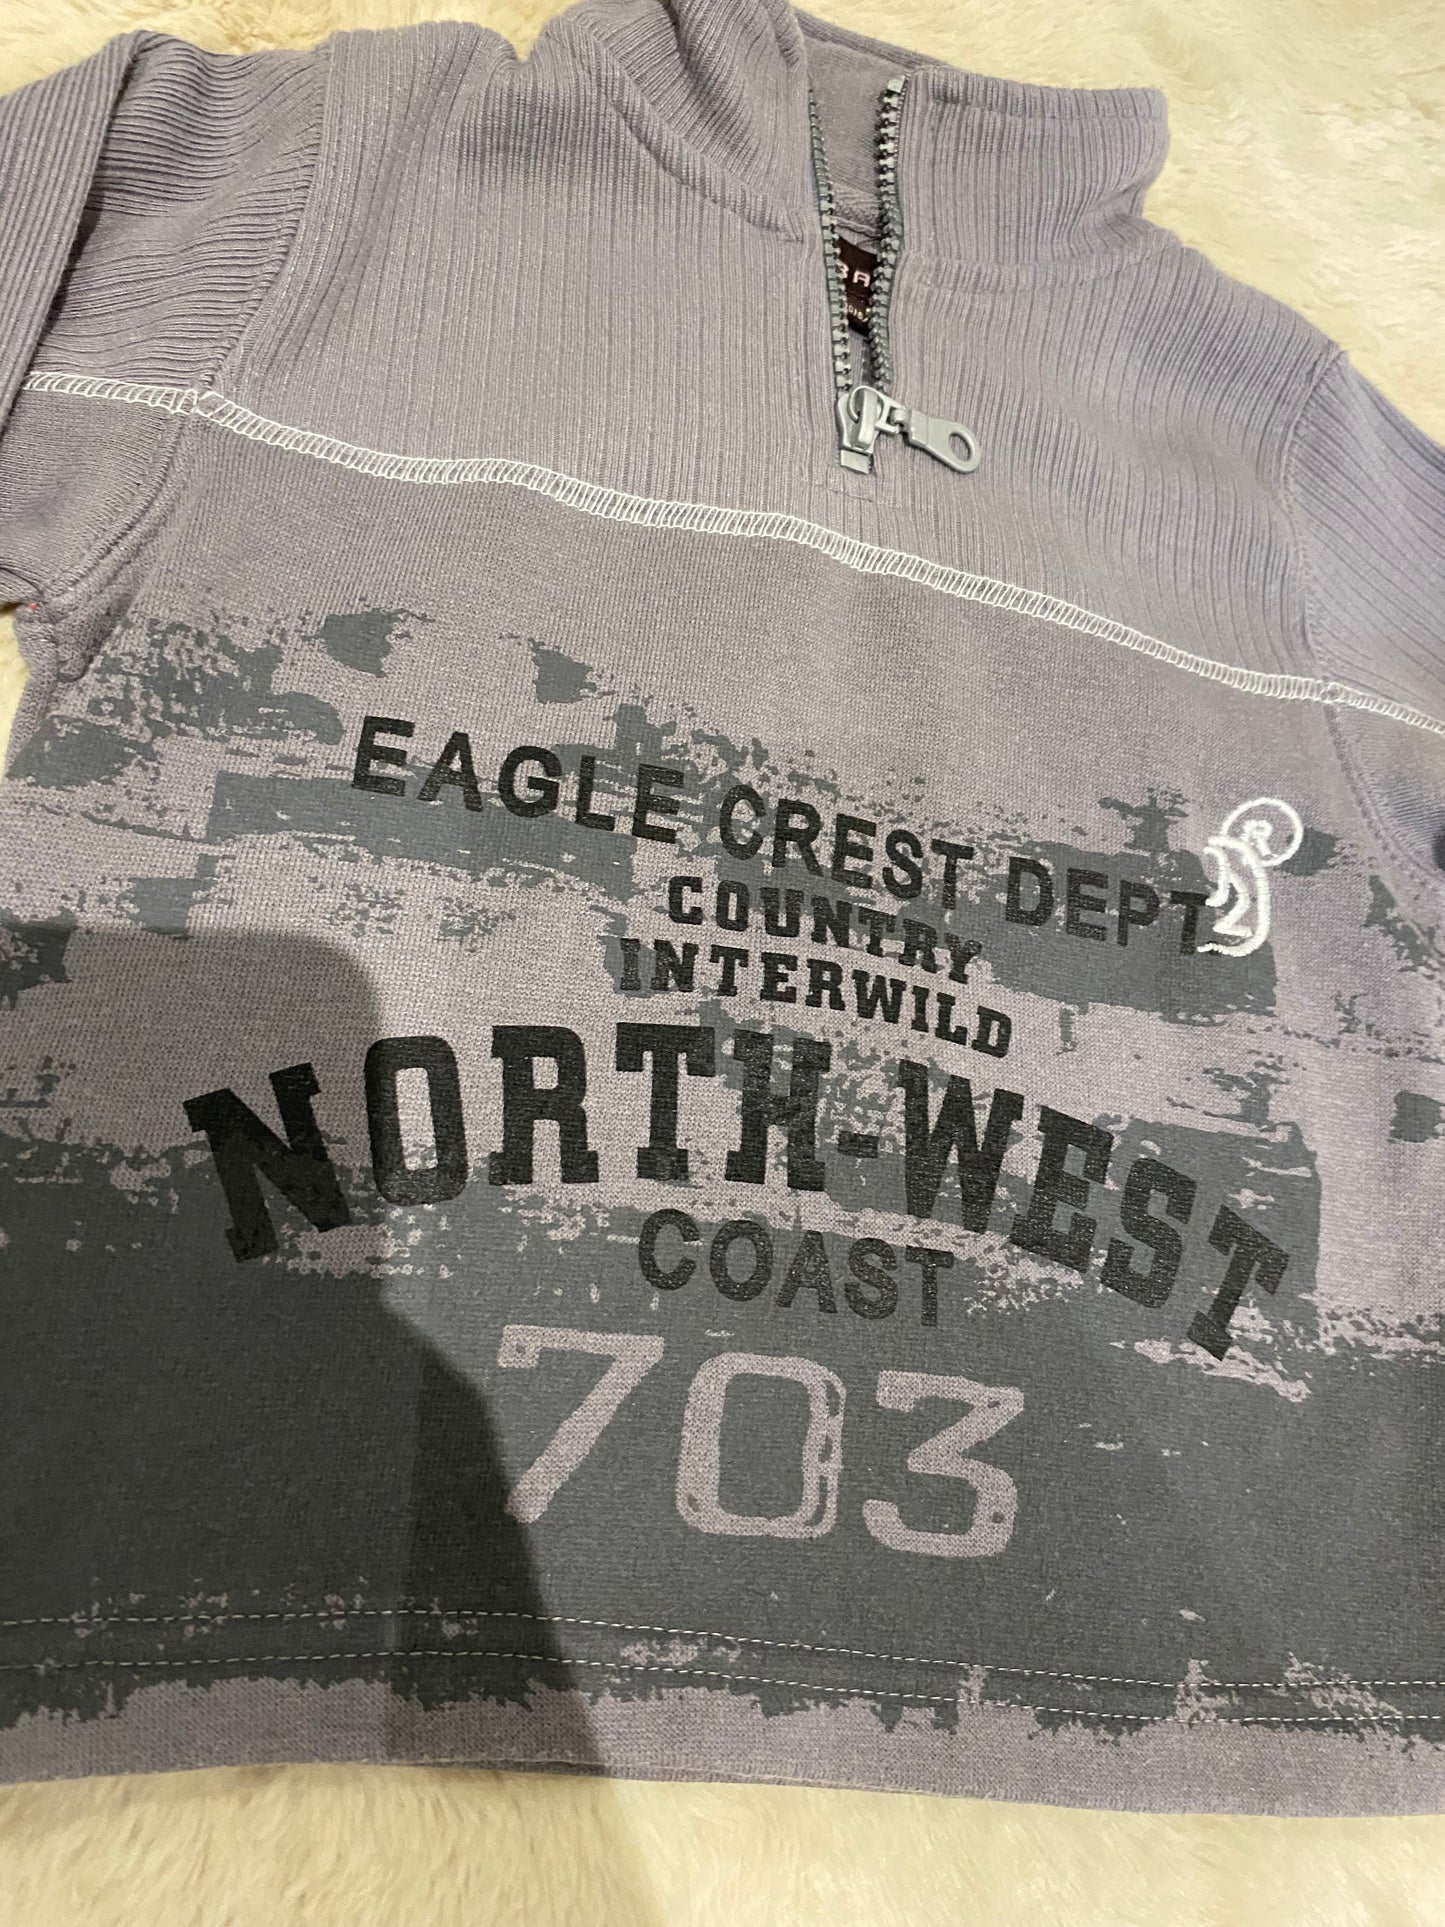 EAGLE CREST DEPT.
COUNTRY
INTERWILD
NORTH-WEST
COAST
703